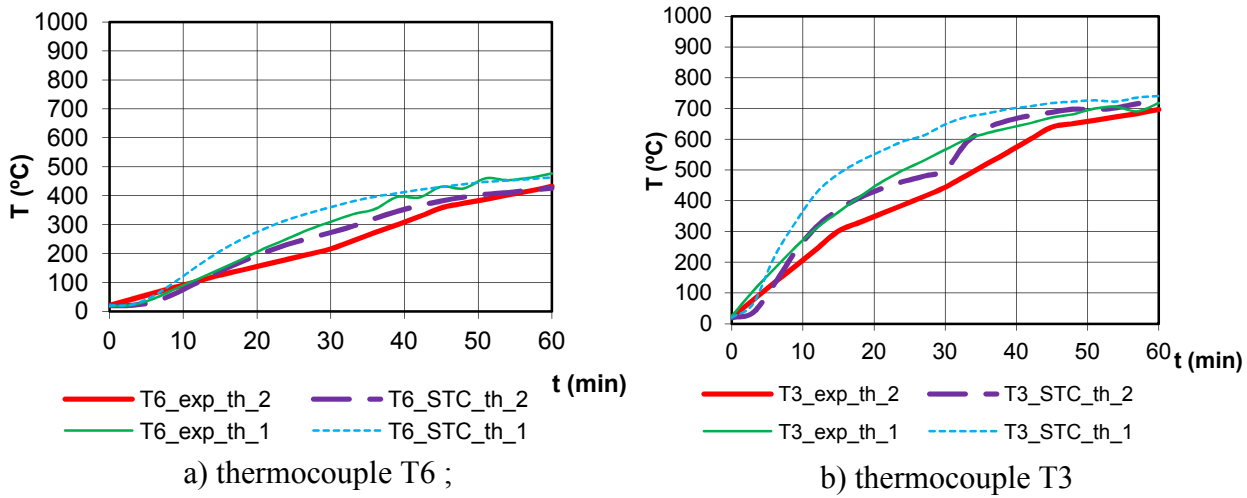 1000
900
800
700
600
500
400
300
200
100
0
T (ºC)
0 10 20 30 40 50 60
t (min)
T6_exp_th_2 T6_STC_th_2
T6_exp_th_1 T6_STC_th_1
a) thermocouple T6 ;
1000
900
800
700
600
500
400
300
200
100
0
T (ºC)
0 10 20 30 40 50 60
t (min)
T3_exp_th_2 T3_STC_th_2
T3_exp_th_1 T3_STC_th_1
b) thermocouple T3